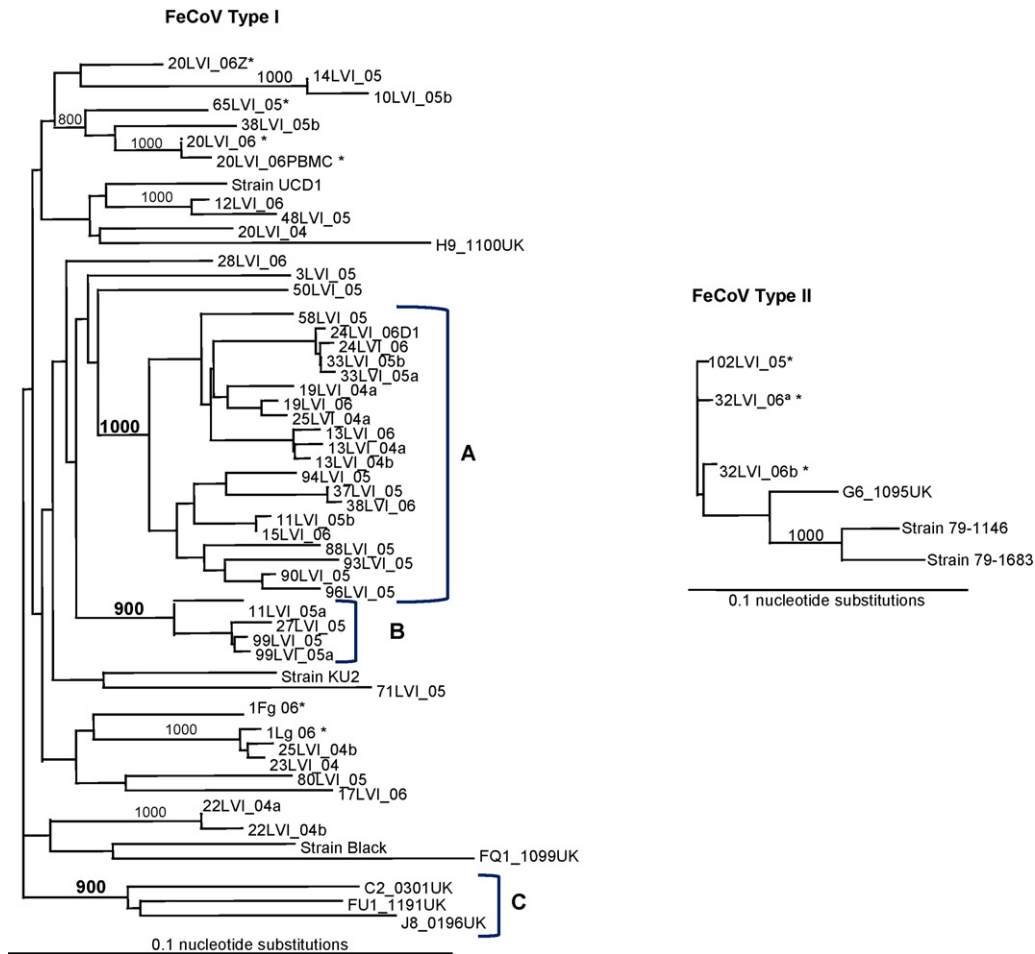 FeCoV Type I
20LVI_06Z*
1000
14LVI_05
10LVI_05b
65LVI_05*
800
38LVI_05b
1000
20LVI_06 *
20LVI_06PBMC *
Strain UCD1
1000
12LVI_06
48LVI_05
20LVI_04
H9_1100UK
28LVI_06
3LVI_05
50LVI_05
58LVI_05
24LVI_06D1
24LVI_06
33LVI_05b
33LVI_05a
19LVI_04a
19LVI_06
25LVI_04a
1000
13LVI_06
13LVI_04a
13LVI_04b
A
94LVI_05
37LVI_05
38LVI_06
11LVI_05b
15LVI_06
88LVI_05
93LVI_05
90LVI_05
96LVI_05
900
11LVI_05a
27LVI_05
99LVI_05
99LVI_05a
B
Strain KU2
71LVI_05
1Fg 06*
1000
1Lg 06 *
25LVI_04b
23LVI_04
80LVI_05
17LVI_06
1000
22LVI_04a
22LVI_04b
Strain Black
FQ1_1099UK
900
C2_0301UK
FU1_1191UK
J8_0196UK
C
0.1 nucleotide substitutions
FeCoV Type II
102LVI_05*
32LVI_06ª *
32LVI_06b *
G6_1095UK
1000
Strain 79-1146
Strain 79-1683
0.1 nucleotide substitutions